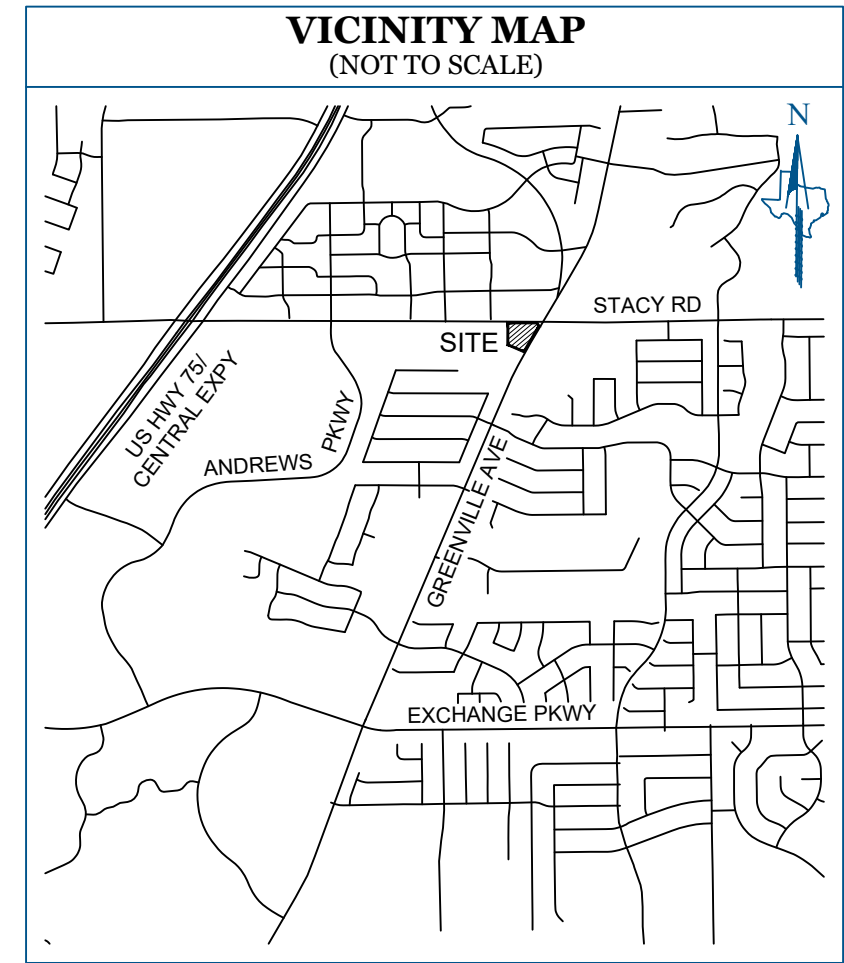 VICINITY MAP
(NOT TO SCALE)
N
STACY RD
SITE
US HWY 75/
CENTRAL EXPY
PKWY
ANDREWS
GREENVILLE AVE
EXCHANGE PKWY